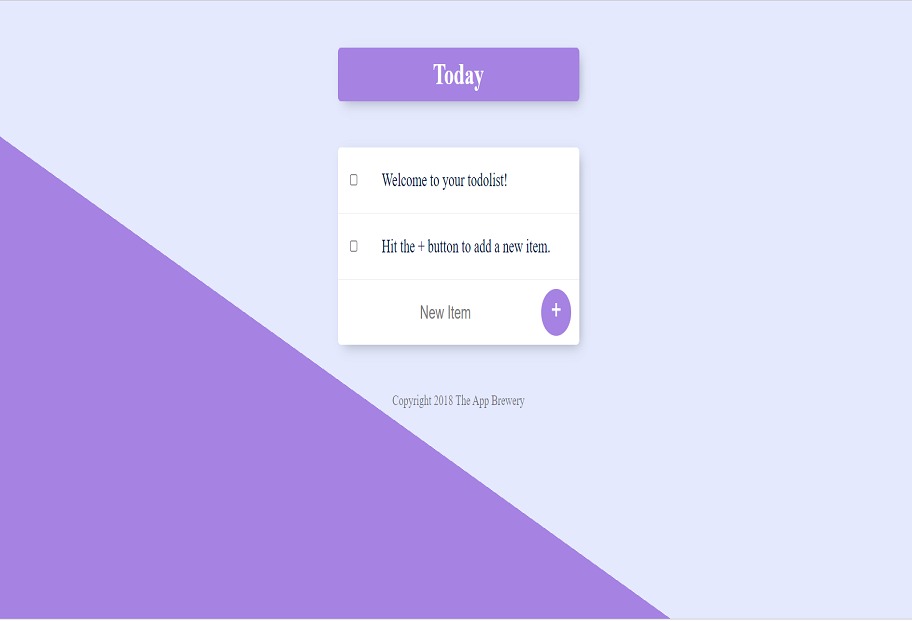 Today
Welcome to your todolist!
Hit the + button to add a new item.
New Item
+
Copyright 2018 The App Brewery